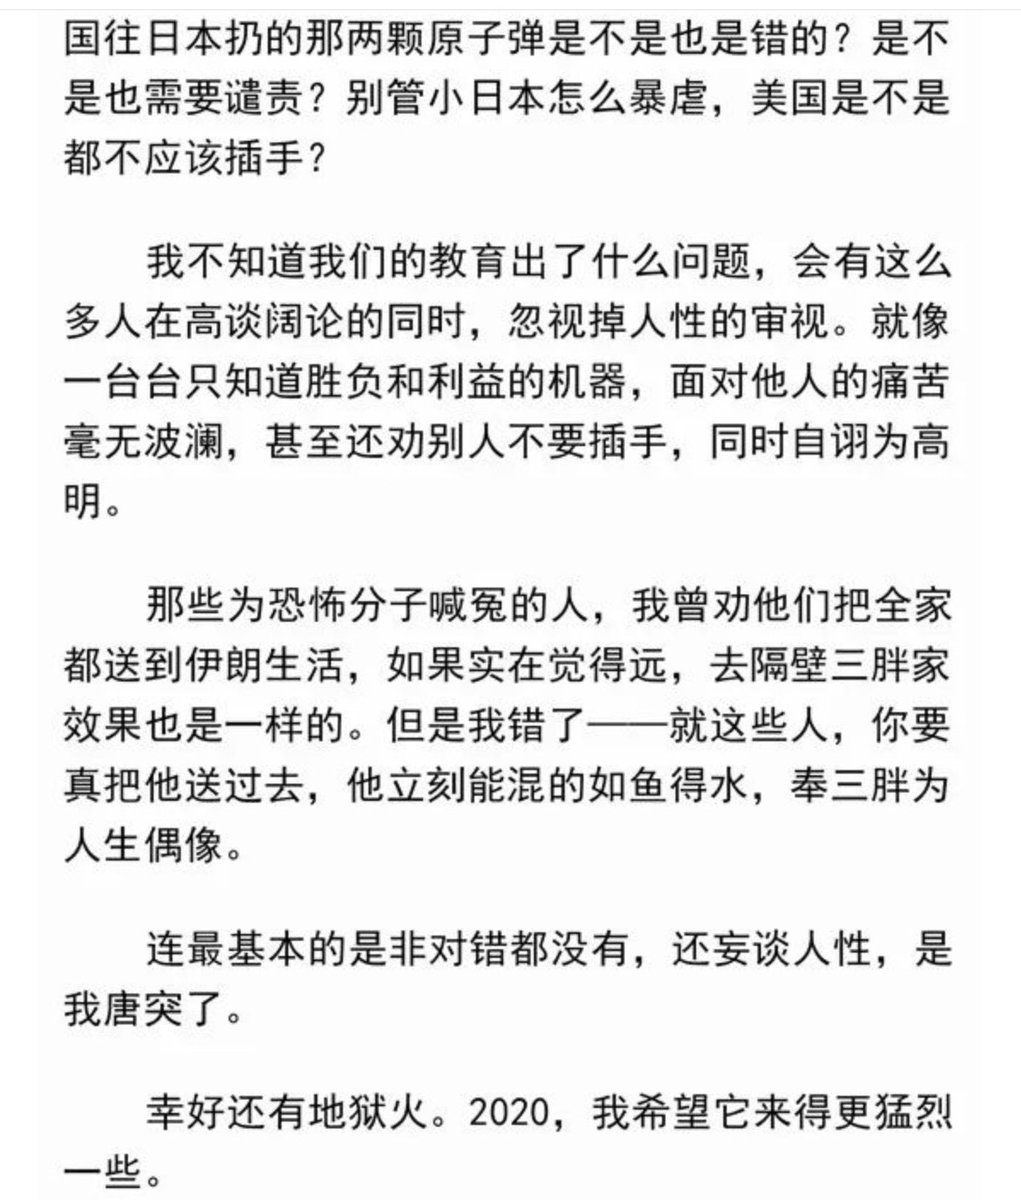 国往日本扔的那两颗原子弹是不是也是错的？是不
是也需要谴责？别管小日本怎么暴虐，美国是不是
都不应该插手？
我不知道我们的教育出了什么问题，会有这么
多人在高谈阔论的同时，忽视掉人性的审视。就像
一台台只知道胜负和利益的机器，面对他人的痛苦
毫无波澜，甚至还劝别人不要插手，同时自诩为高
明。
那些为恐怖分子喊冤的人，我曾劝他们把全家
都送到伊朗生活，如果实在觉得远，去隔壁三胖家
效果也是一样的。但是我错了——就这些人，你要
真把他送过去，他立刻能混的如鱼得水，奉三胖为
人生偶像。
连最基本的是非对错都没有，还妄谈人性，是
我唐突了。
幸好还有地狱火。2020，我希望它来得更猛烈
一些。